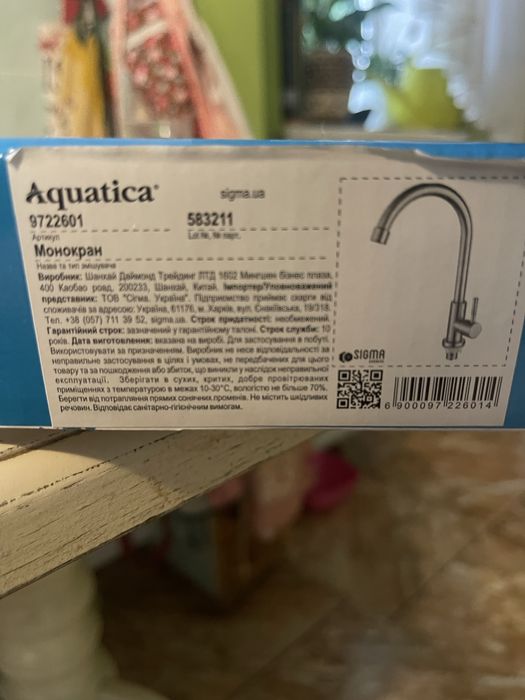 Aquatica®
sigma.ua
9722601
583211
Артикул
Lot №, № парт.
Монокран
Назва та тип змішувача
Виробник: Шанхай Даймонд Трейдинг ЛТД 1602 Мингшен бізнес плаза,
400 Каобао роад, 200233, Шанхай, Китай. Імпортер/Уповноважений
представник: ТОВ "Сігма. Україна". Підприємство приймає скарги від
споживачів за адресою: Україна, 61176, м. Харків, вул. 19/318.
Тел. +38 (057) 711 39 52, sigma.ua. Строк придатності: необмежений.
Гарантійний строк: зазначений у гарантійному талоні. Строк служби: 10
років. Дата виготовлення: вказана на виробі. Для застосування в побуті.
Використовувати за призначенням. Виробник не несе відповідальності за
неправильне застосування в цілях і умовах, не передбачених для цього
товару та за пошкодження або збиток, що виникли у наслідок неправильної
експлуатації. Зберігати в сухих, критих, добре провітрюваних
приміщеннях з температурою в межах 10-30°С, вологістю не більше 70%.
Берегти від потрапляння прямих сонячних променів. Не містить шкідливих
речовин. Відповідає санітарно-гігієнічним вимогам.
SIGMA
6 900097 226014